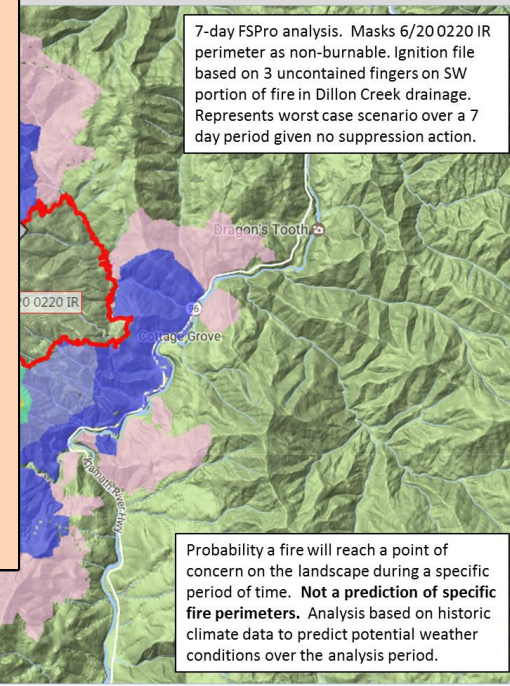 7-day FSPro analysis. Masks 6/20 0220 IR
perimeter as non-burnable. Ignition file
based on 3 uncontained fingers on SW
portion of fire in Dillon Creek drainage.
Represents worst case scenario over a 7
day period given no suppression action.
Dragon's Tooth
20 0220 IR
96
Cottage Grove
Klamath River Hwy
Probability a fire will reach a point of
concern on the landscape during a specific
period of time. Not a prediction of specific
fire perimeters. Analysis based on historic
climate data to predict potential weather
conditions over the analysis period.